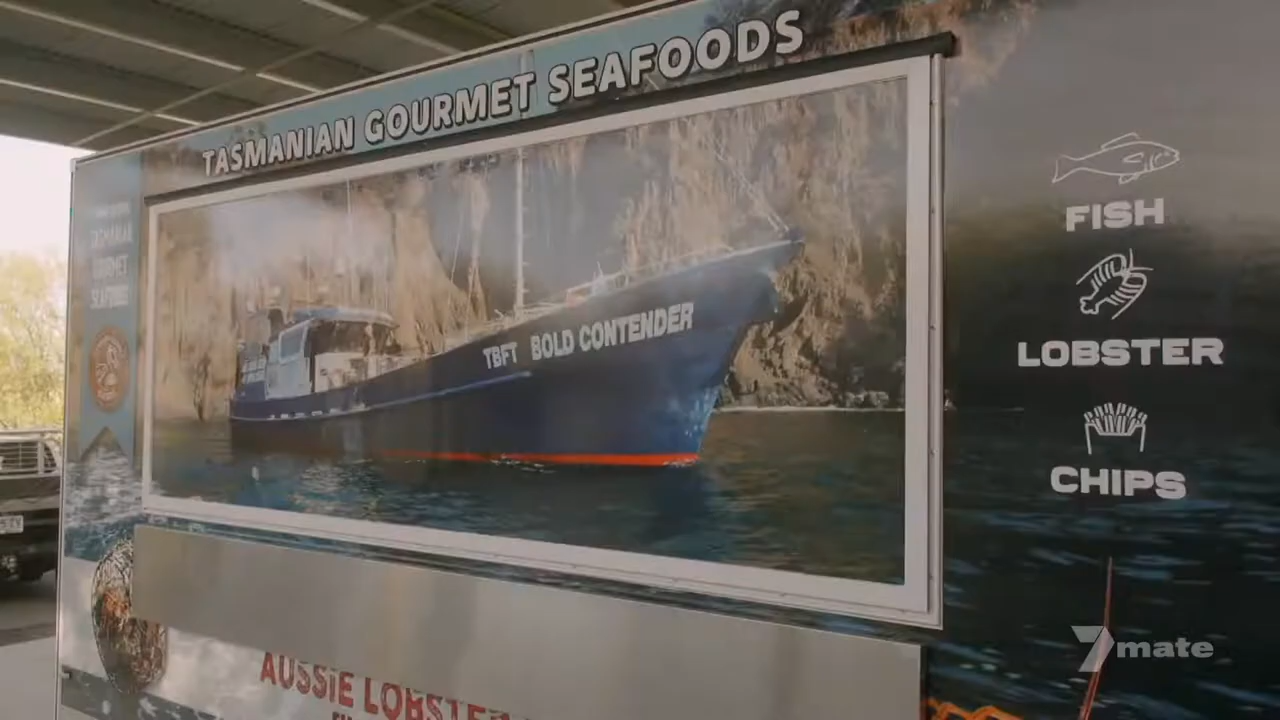 TASMANIAN GOURMET SEAFOODS
TASMANIAN
GOURMET
SEAFOODS
TBFT BOLD CONTENDER
FISH
LOBSTER
CHIPS
AUSSIE LOBSTER
7mate